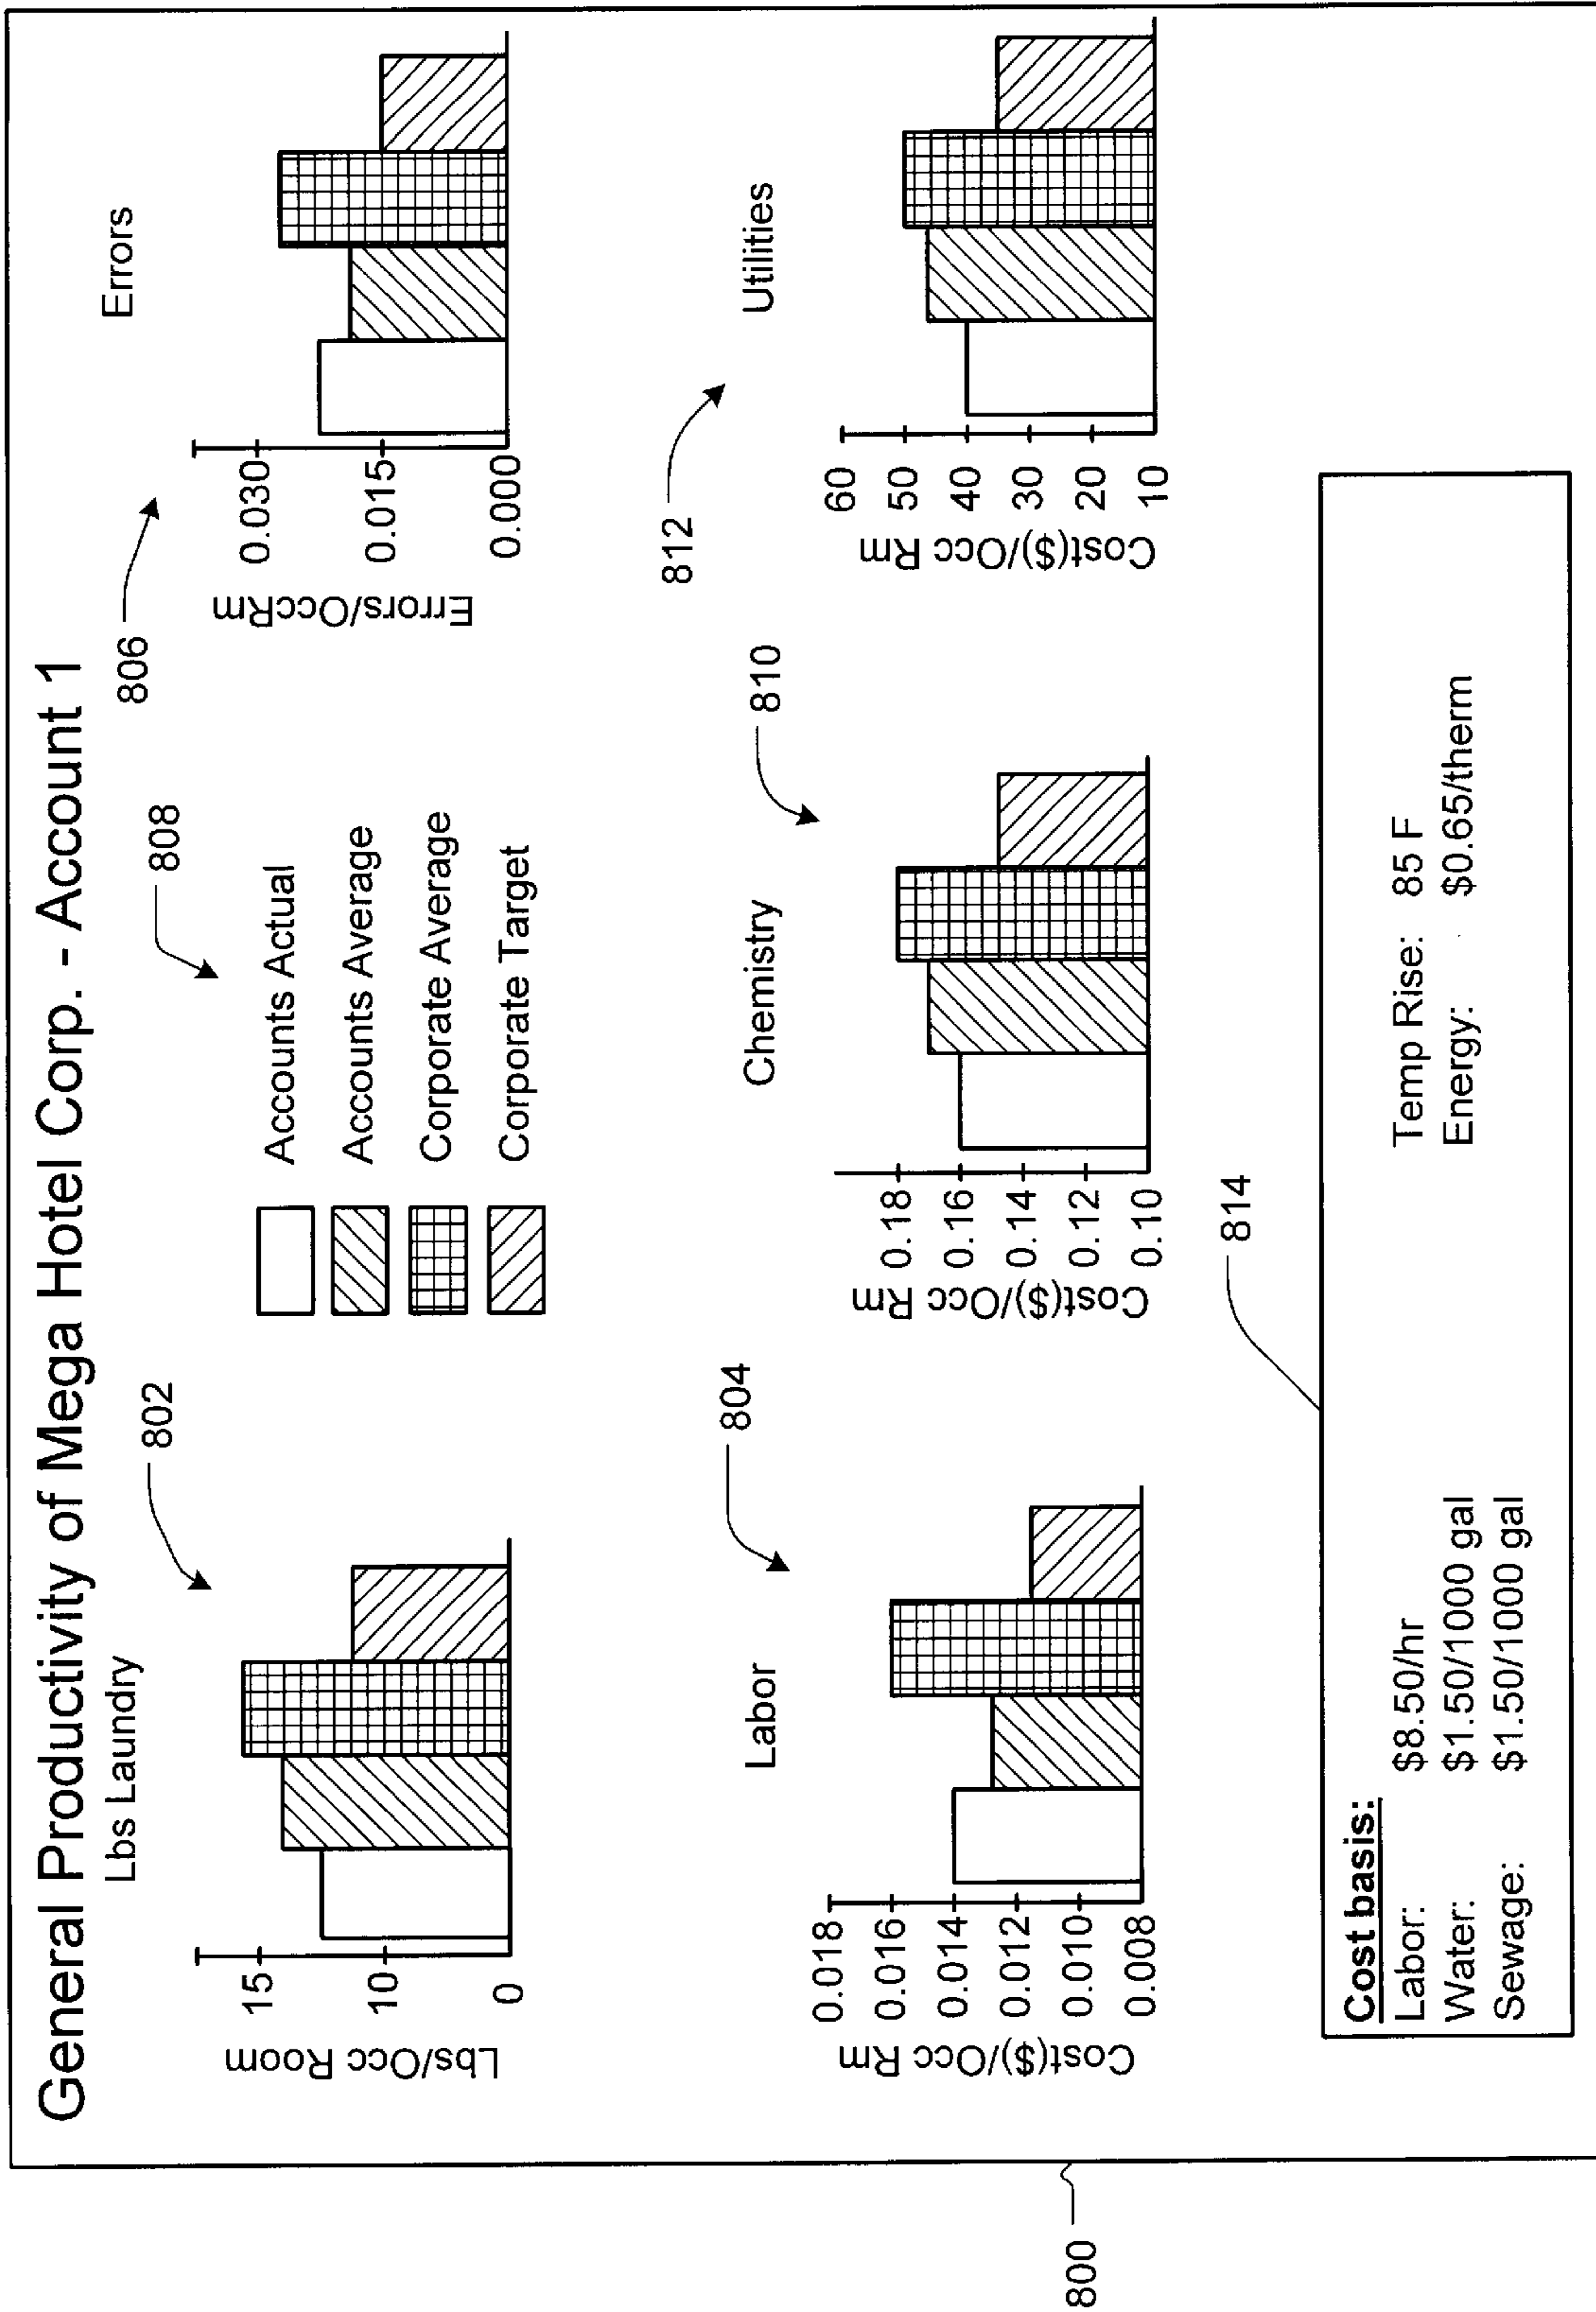 General Productivity of Mega Hotel Corp. - Account 1
Lbs Laundry
802
Lbs/Occ Room
15
10
0
808
Accounts Actual
Accounts Average
Corporate Average
Corporate Target
806
Errors
Errors/OccRm
0.030
0.015
0.000
Labor
804
Cost($)/Occ Rm
0.018
0.016
0.014
0.012
0.010
0.008
Chemistry
810
Cost($)/Occ Rm
0.18
0.16
0.14
0.12
0.10
812
Utilities
Cost($)/Occ Rm
60
50
40
30
20
10
814
Cost basis:
Labor: $8.50/hr Temp Rise: 85 F
Water: $1.50/1000 gal Energy: $0.65/therm
Sewage: $1.50/1000 gal
800